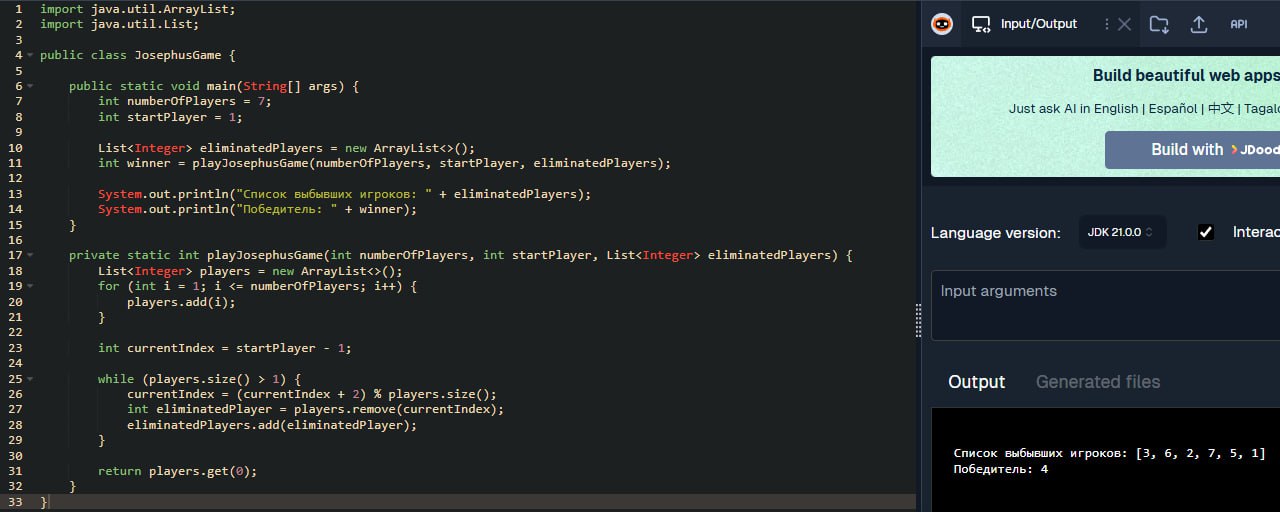 1 import java.util.ArrayList;
2 import java.util.List;
3
4 public class JosephusGame {
5
6 public static void main(String[] args) {
7 int numberOfPlayers = 7;
8 int startPlayer = 1;
9
10 List<Integer> eliminatedPlayers = new ArrayList<>();
11 int winner = playJosephusGame(numberOfPlayers, startPlayer, eliminatedPlayers);
12
13 System.out.println("Список выбывших игроков: " + eliminatedPlayers);
14 System.out.println("Победитель: " + winner);
15 }
16
17 private static int playJosephusGame(int numberOfPlayers, int startPlayer, List<Integer> eliminatedPlayers) {
18 List<Integer> players = new ArrayList<>();
19 for (int i = 1; i <= numberOfPlayers; i++) {
20 players.add(i);
21 }
22
23 int currentIndex = startPlayer - 1;
24
25 while (players.size() > 1) {
26 currentIndex = (currentIndex + 2) % players.size();
27 int eliminatedPlayer = players.remove(currentIndex);
28 eliminatedPlayers.add(eliminatedPlayer);
29 }
30
31 return players.get(0);
32 }
33 }
Input/Output
API
Build beautiful web apps
Just ask AI in English | Español | 中文 | Tagalo
Build with JDood
Language version:
JDK 21.0.0
Interac
Input arguments
Output
Generated files
Список выбывших игроков: [3, 6, 2, 7, 5, 1]
Победитель: 4